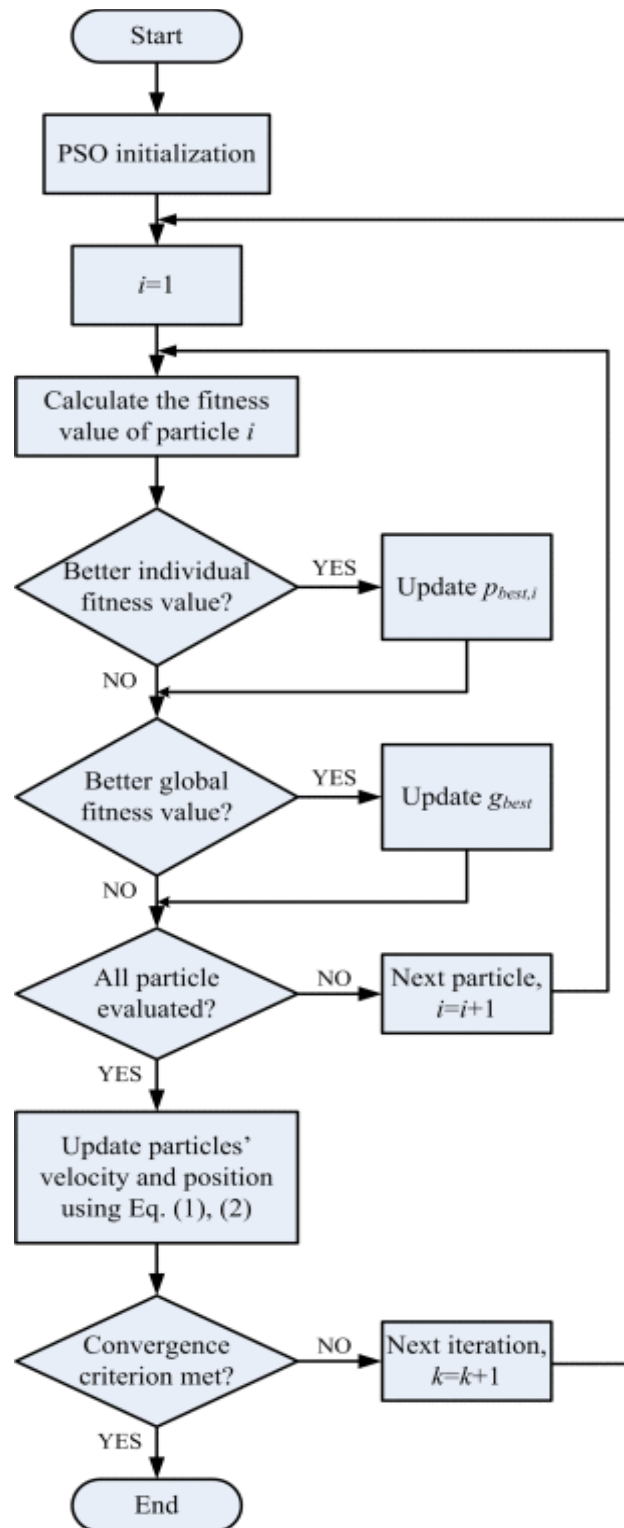 Start
PSO initialization
i=1
Calculate the fitness
value of particle i
Better individual
fitness value?
YES
Update p_best,i
NO
Better global
fitness value?
YES
Update g_best
NO
All particle
evaluated?
NO
Next particle,
i=i+1
YES
Update particles’
velocity and position
using Eq. (1), (2)
Convergence
criterion met?
NO
Next iteration,
k=k+1
YES
End